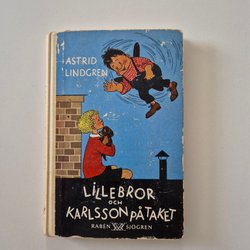 ASTRID
LINDGREN
LILLEBROR
OCH
KARLSSON PÅ TAKET
RABÉN SJÖGREN